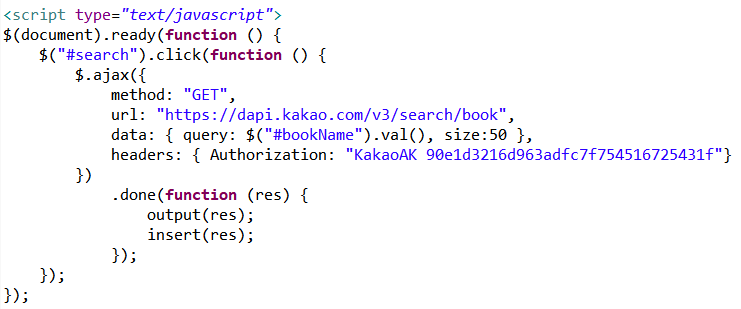 <script type="text/javascript">
$(document).ready(function () {
    $("#search").click(function () {
        $.ajax({
            method: "GET",
            url: "https://dapi.kakao.com/v3/search/book",
            data: { query: $("#bookName").val(), size:50 },
            headers: { Authorization: "KakaoAK 90e1d3216d963adfc7f754516725431f"}
        })
            .done(function (res) {
                output(res);
                insert(res);
            });
    });
});